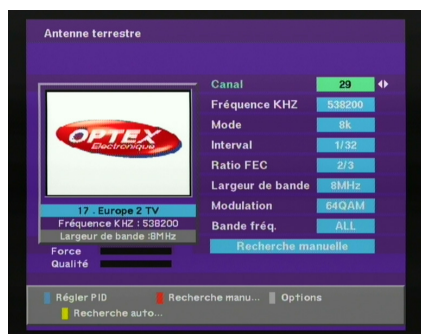 Antenne terrestre
Canal 29
Fréquence KHZ 538200
Mode 8k
Interval 1/32
Ratio FEC 2/3
Largeur de bande 8MHz
Modulation 64QAM
Bande fréq. ALL
Recherche manuelle
OPTEX
Electronique
17 . Europe 2 TV
Fréquence KHZ : 538200
Largeur de bande :8MHz
Force
Qualité
Régler PID Recherche manu... Options
Recherche auto...